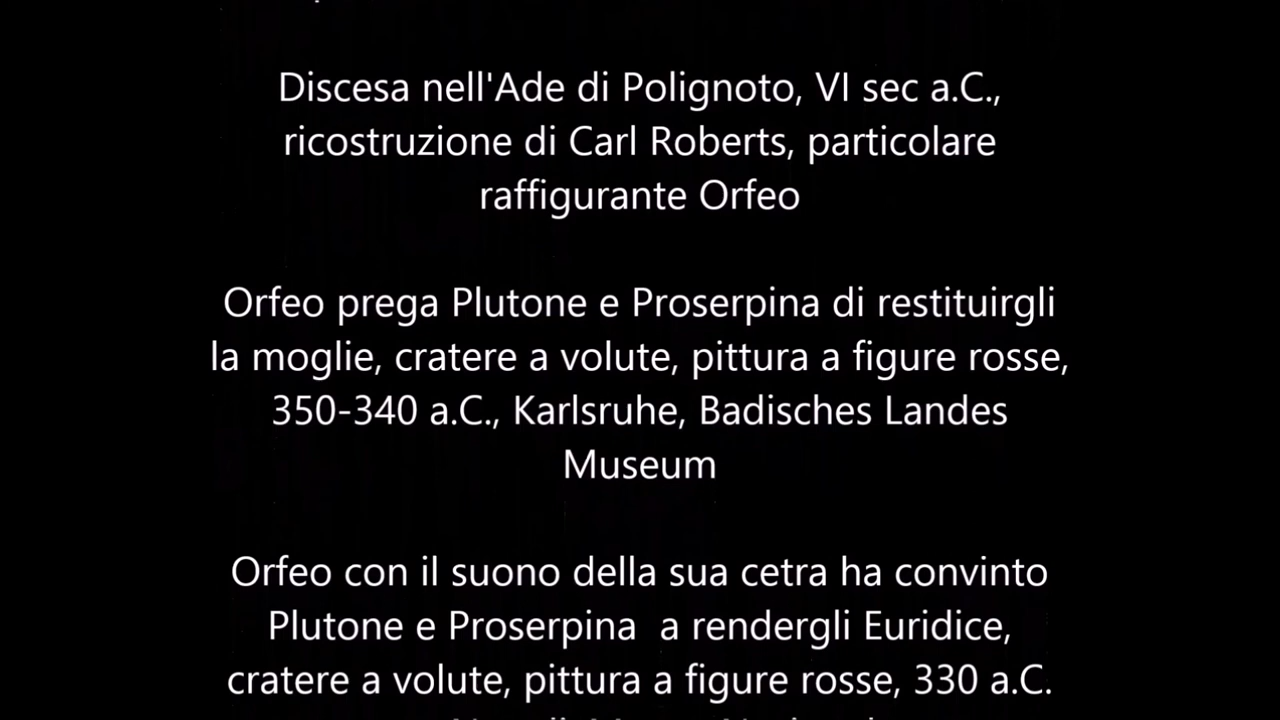 Discesa nell'Ade di Polignoto, VI sec a.C.,
ricostruzione di Carl Roberts, particolare
raffigurante Orfeo
Orfeo prega Plutone e Proserpina di restituirgli
la moglie, cratere a volute, pittura a figure rosse,
350-340 a.C., Karlsruhe, Badisches Landes
Museum
Orfeo con il suono della sua cetra ha convinto
Plutone e Proserpina  a rendergli Euridice,
cratere a volute, pittura a figure rosse, 330 a.C.